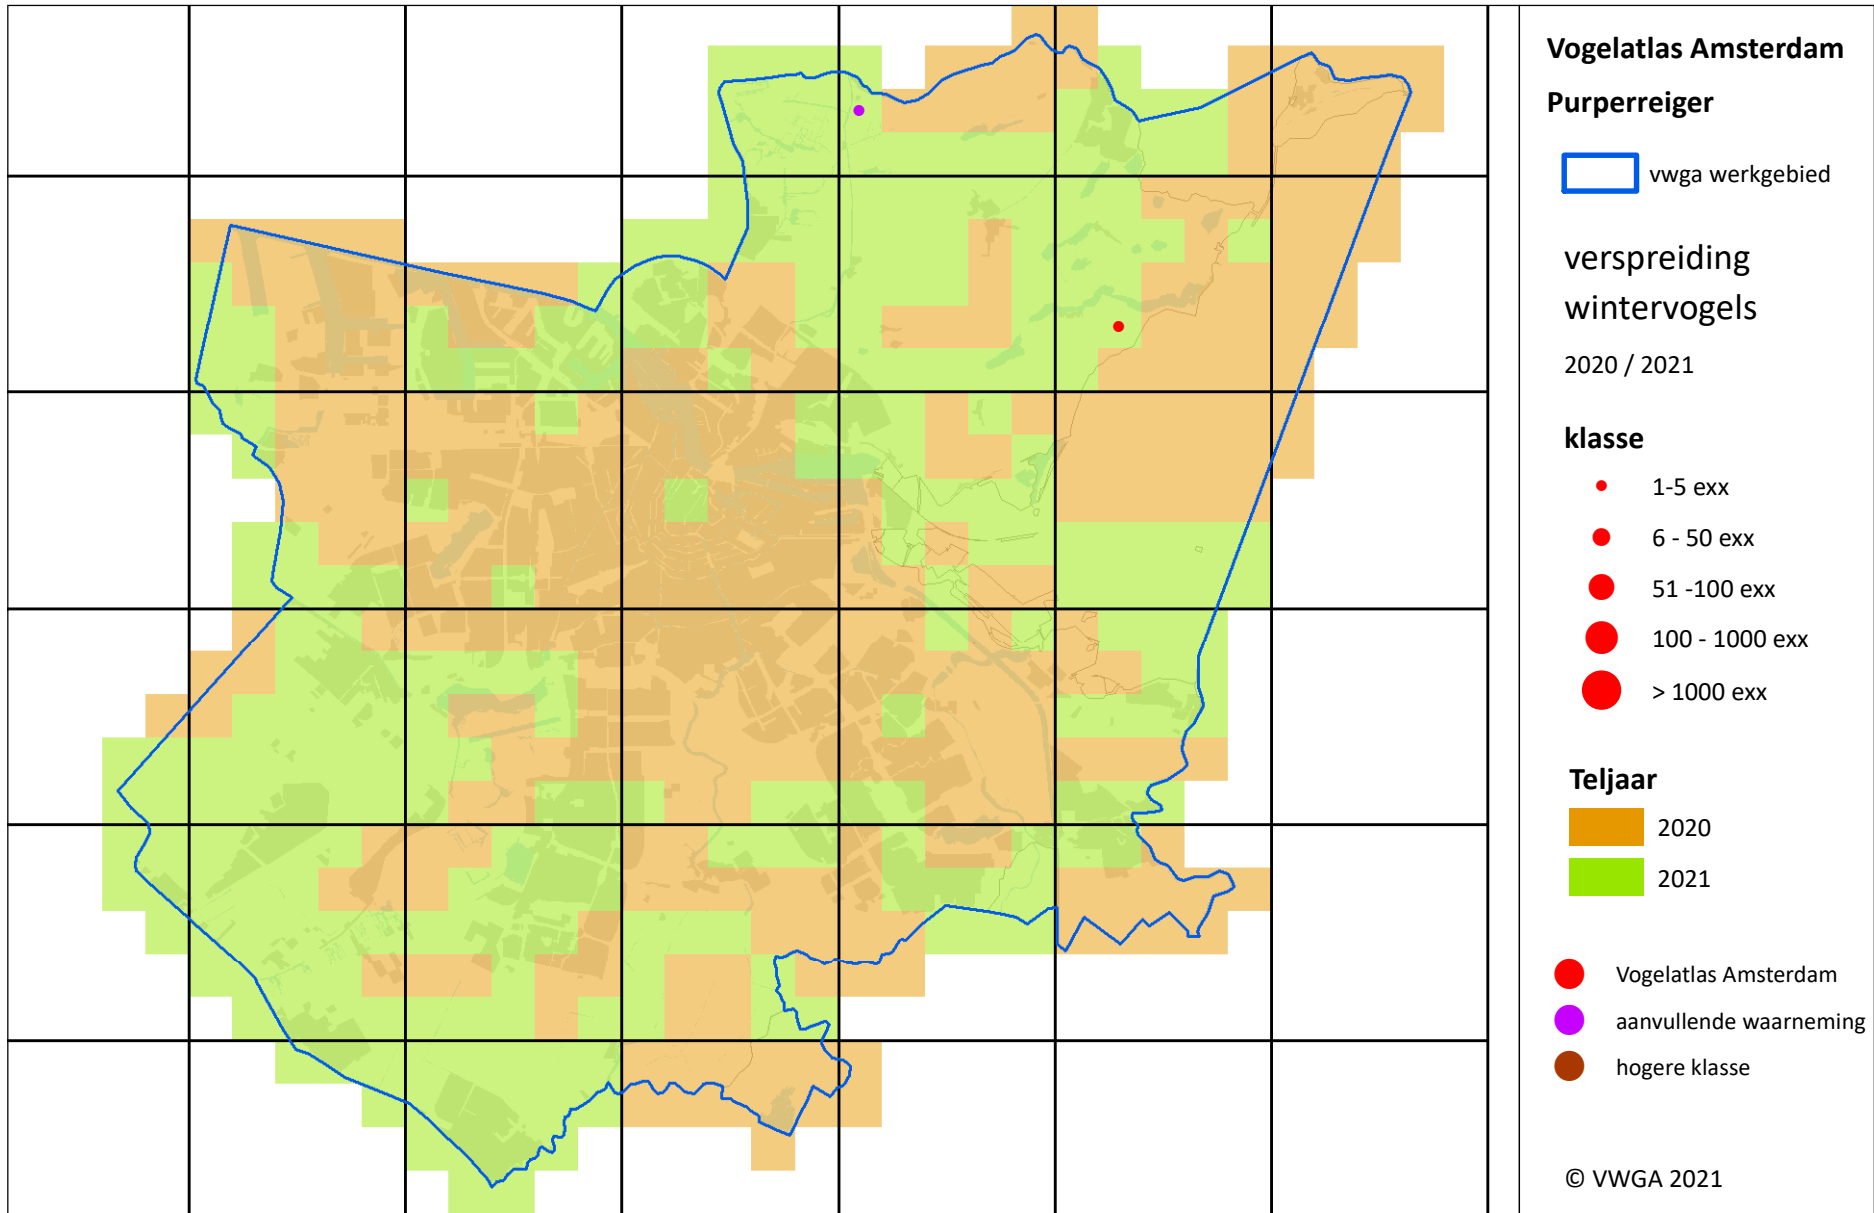 Vogelatlas Amsterdam
Purperreiger
vwga werkgebied
verspreiding
wintervogels
2020 / 2021
klasse
1-5 exx
6 - 50 exx
51 -100 exx
100 - 1000 exx
> 1000 exx
Teljaar
2020
2021
Vogelatlas Amsterdam
aanvullende waarneming
hogere klasse
© VWGA 2021